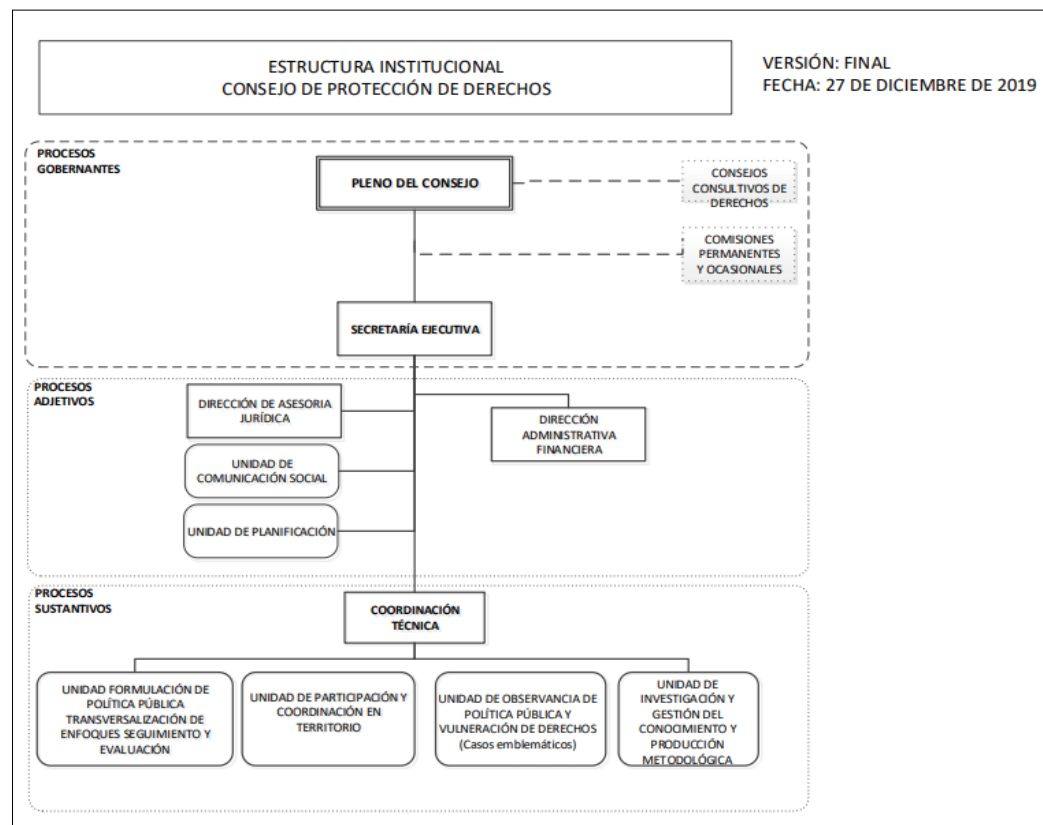 ESTRUCTURA INSTITUCIONAL
CONSEJO DE PROTECCIÓN DE DERECHOS
VERSIÓN: FINAL
FECHA: 27 DE DICIEMBRE DE 2019
PROCESOS
GOBERNANTES
PLENO DEL CONSEJO
CONSEJOS
CONSULTIVOS DE
DERECHOS
COMISIONES
PERMANENTES
Y OCASIONALES
SECRETARÍA EJECUTIVA
PROCESOS
ADJETIVOS
DIRECCIÓN DE ASESORIA
JURÍDICA
DIRECCIÓN
ADMINISTRATIVA
FINANCIERA
UNIDAD DE
COMUNICACIÓN SOCIAL
UNIDAD DE PLANIFICACIÓN
PROCESOS
SUSTANTIVOS
COORDINACIÓN
TÉCNICA
UNIDAD FORMULACIÓN DE
POLÍTICA PÚBLICA
TRANSVERSALIZACIÓN DE
ENFOQUES SEGUIMIENTO Y
EVALUACIÓN
UNIDAD DE PARTICIPACIÓN Y
COORDINACIÓN EN
TERRITORIO
UNIDAD DE OBSERVANCIA DE
POLÍTICA PÚBLICA Y
VULNERACIÓN DE DERECHOS
(Casos emblemáticos)
UNIDAD DE
INVESTIGACIÓN Y
GESTIÓN DEL
CONOCIMIENTO Y
PRODUCCIÓN
METODOLÓGICA